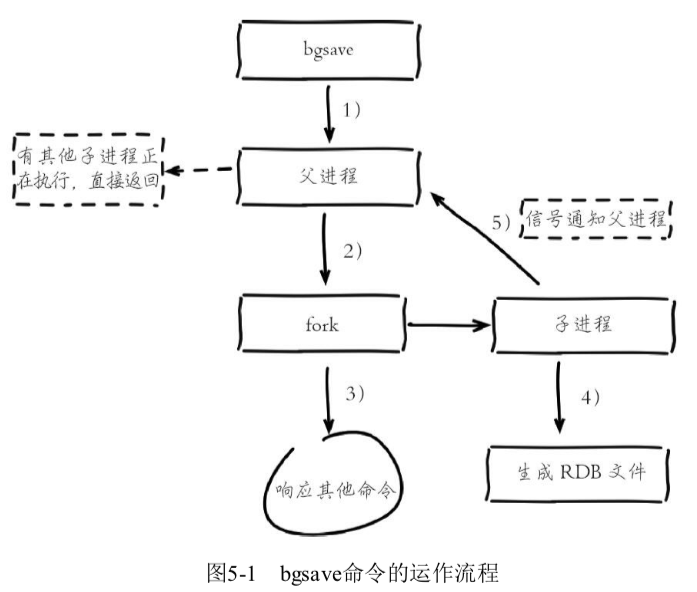 bgsave
1)
有其他子进程正
在执行，直接返回
父进程
5)
信号通知父进程
2)
fork
子进程
3)
4)
响应其他命令
生成 RDB 文件
图5-1 bgsave命令的运作流程